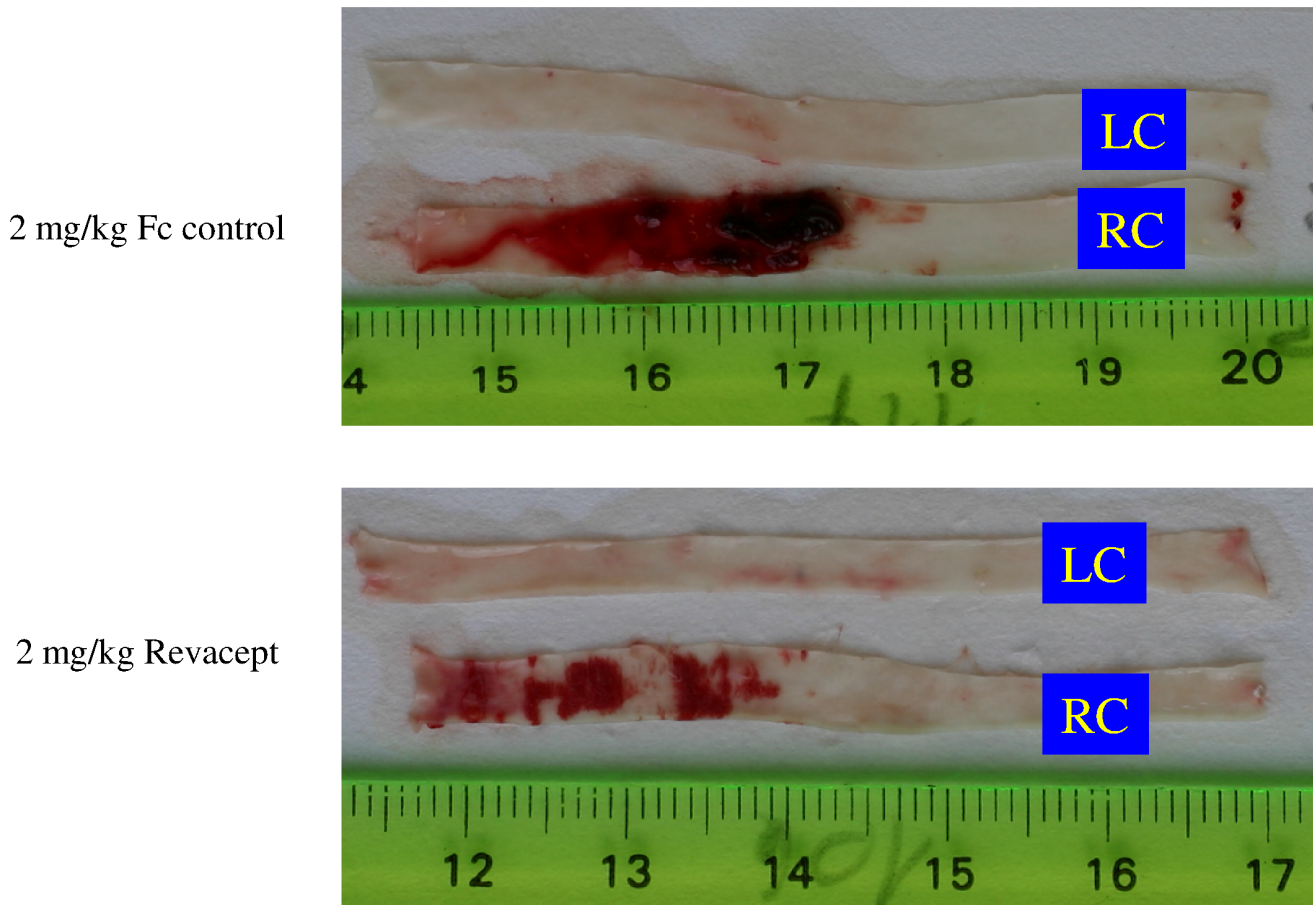 LC
2 mg/kg Fc control
RC
4 15 16 17 18 19 20
LC
2 mg/kg Revacept
RC
12 13 14 15 16 17